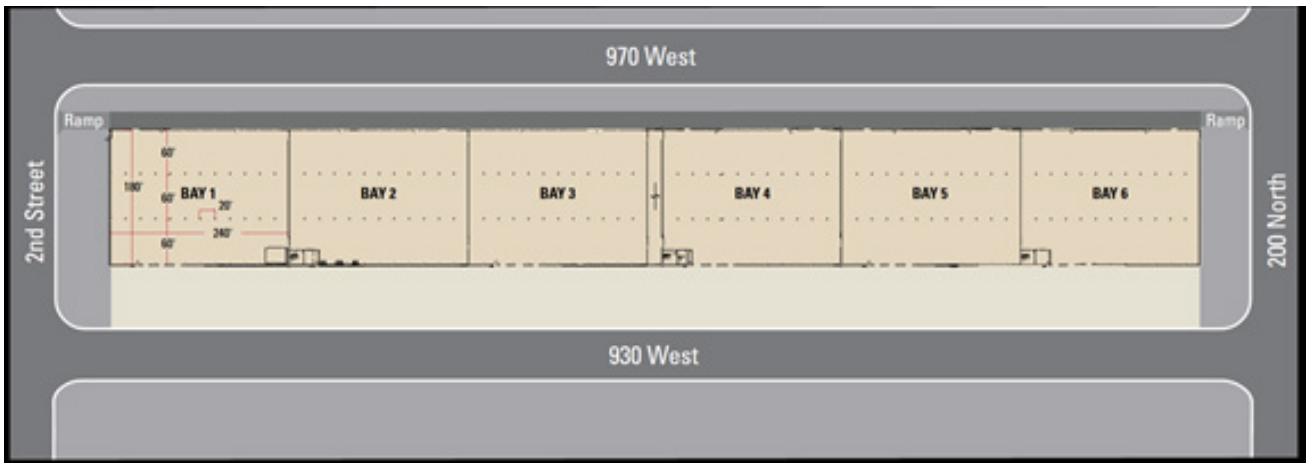 970 West
Ramp
Ramp
2nd Street
60'
180'
60'
BAY 1
20'
240'
60'
BAY 2
BAY 3
BAY 4
BAY 5
BAY 6
200 North
930 West